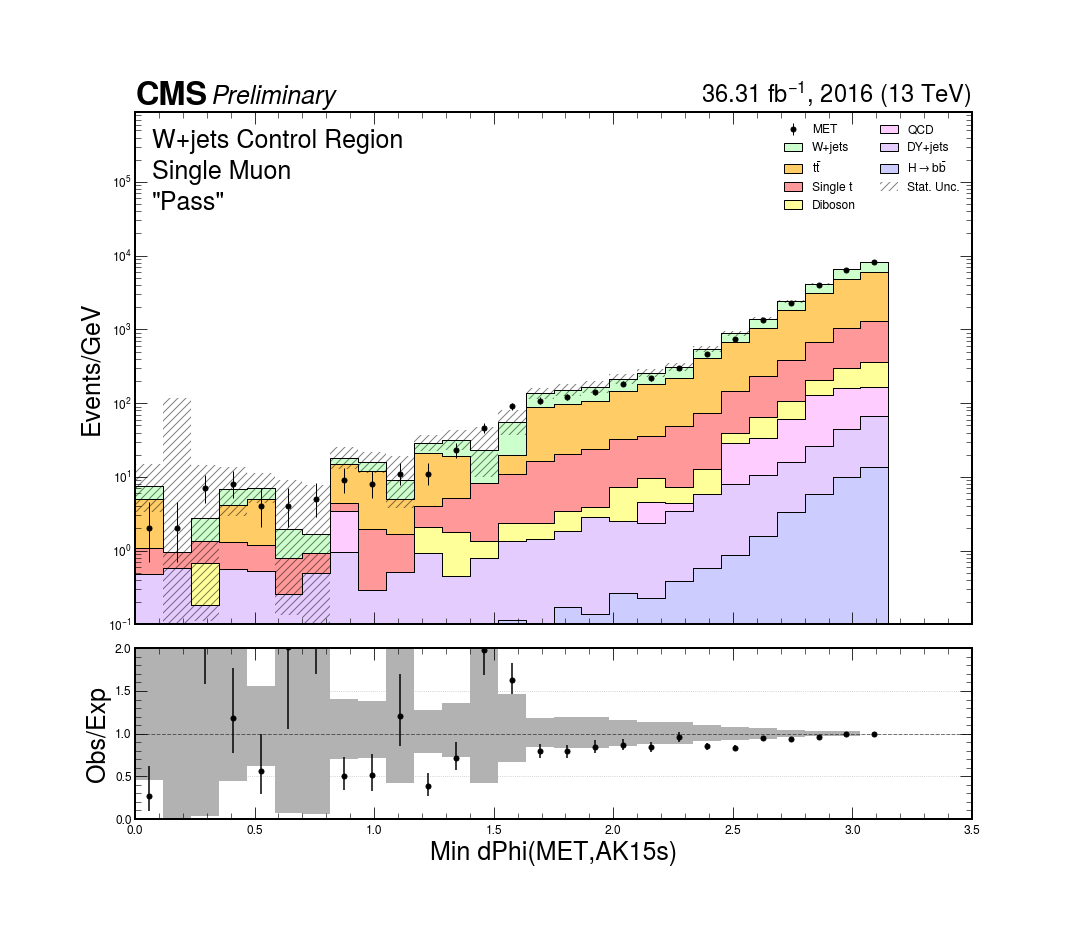 CMS Preliminary
36.31 fb⁻¹, 2016 (13 TeV)
W+jets Control Region
Single Muon
"Pass"
MET
W+jets
tt̄
Single t
Diboson
QCD
DY+jets
H→bb̄
Stat. Unc.
Events/GeV
10⁵
10⁴
10³
10²
10¹
10⁰
10⁻¹
Obs/Exp
2.0
1.5
1.0
0.5
0.0
0.0 0.5 1.0 1.5 2.0 2.5 3.0 3.5
Min dPhi(MET,AK15s)